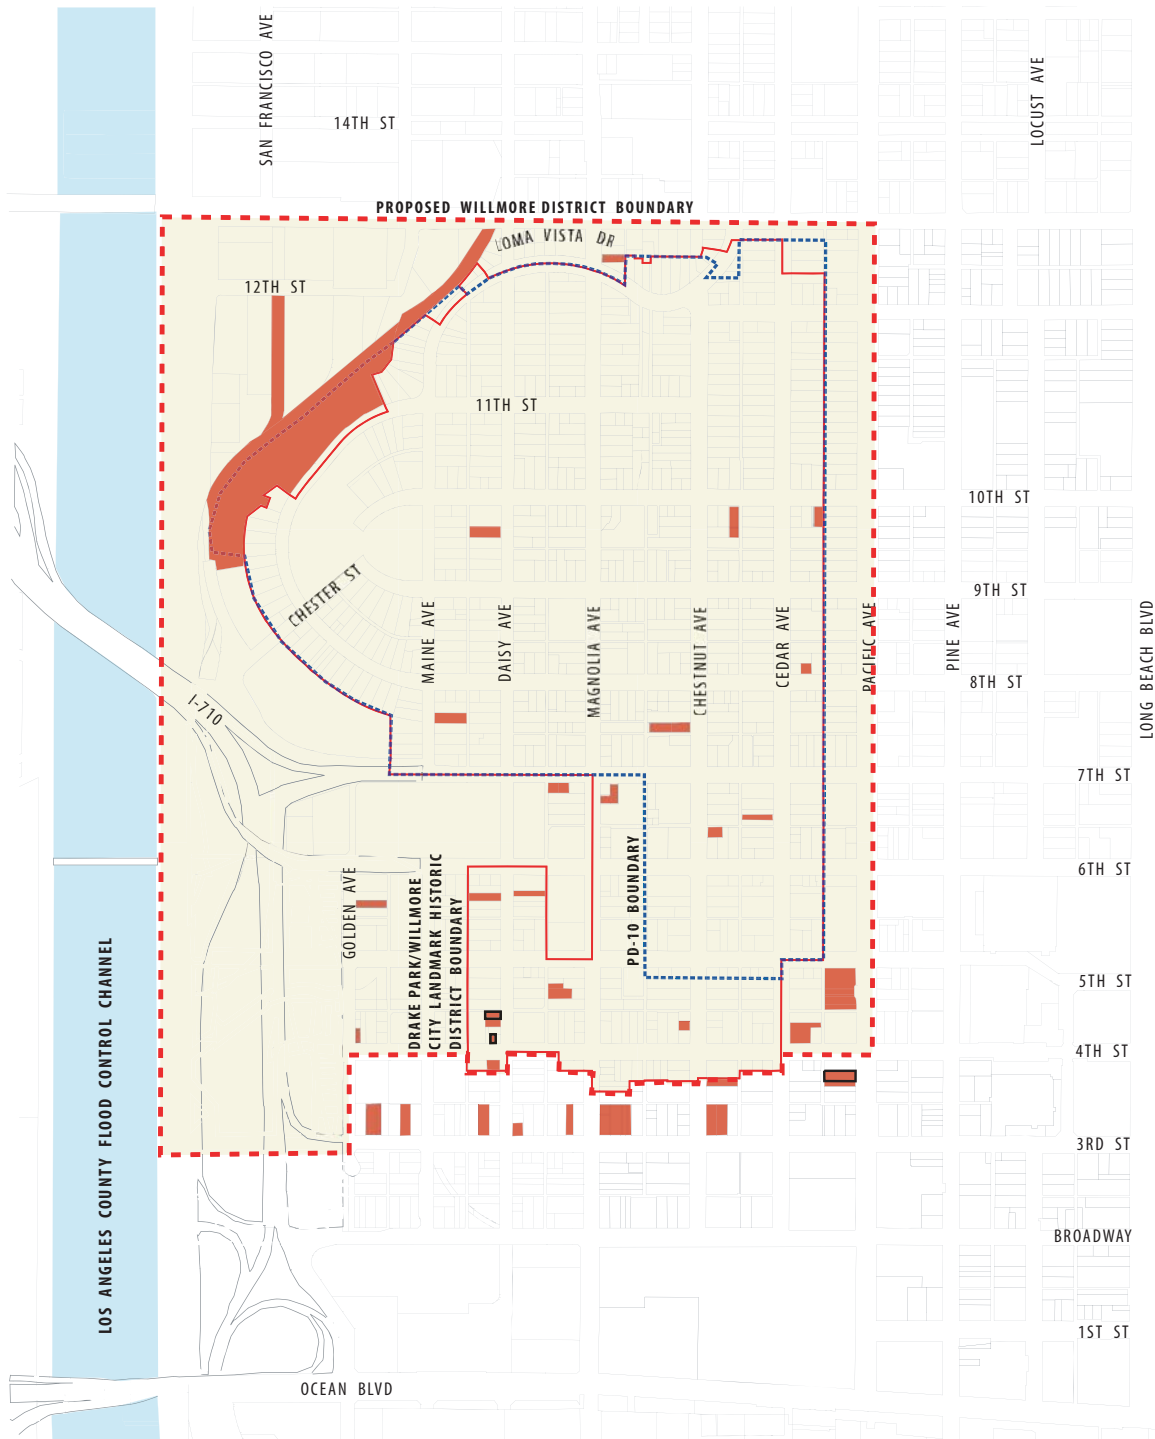 SAN FRANCISCO AVE
LOCUST AVE
14TH ST
PROPOSED WILLMORE DISTRICT BOUNDARY
LOMA VISTA DR
12TH ST
11TH ST
10TH ST
CHESTER ST
9TH ST
MAINE AVE
DAISY AVE
MAGNOLIA AVE
CHESTNUT AVE
CEDAR AVE
PACIFIC AVE
PINE AVE
LONG BEACH BLVD
8TH ST
I-710
7TH ST
6TH ST
GOLDEN AVE
DRAKE PARK/WILLMORE
CITY LANDMARK HISTORIC
DISTRICT BOUNDARY
PD-10 BOUNDARY
5TH ST
4TH ST
LOS ANGELES COUNTY FLOOD CONTROL CHANNEL
3RD ST
BROADWAY
1ST ST
OCEAN BLVD